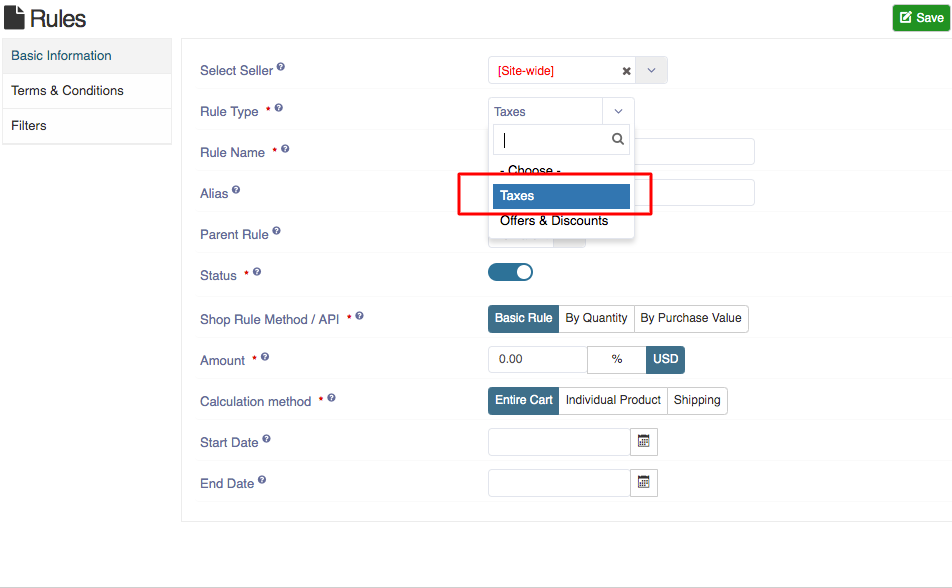 Rules
Save
Basic Information
Terms & Conditions
Filters
Select Seller
[Site-wide]
Rule Type *
Taxes
- Choose -
Taxes
Offers & Discounts
Rule Name *
Alias
Parent Rule
Status *
Shop Rule Method / API *
Basic Rule By Quantity By Purchase Value
Amount *
0.00 % USD
Calculation method *
Entire Cart Individual Product Shipping
Start Date
End Date